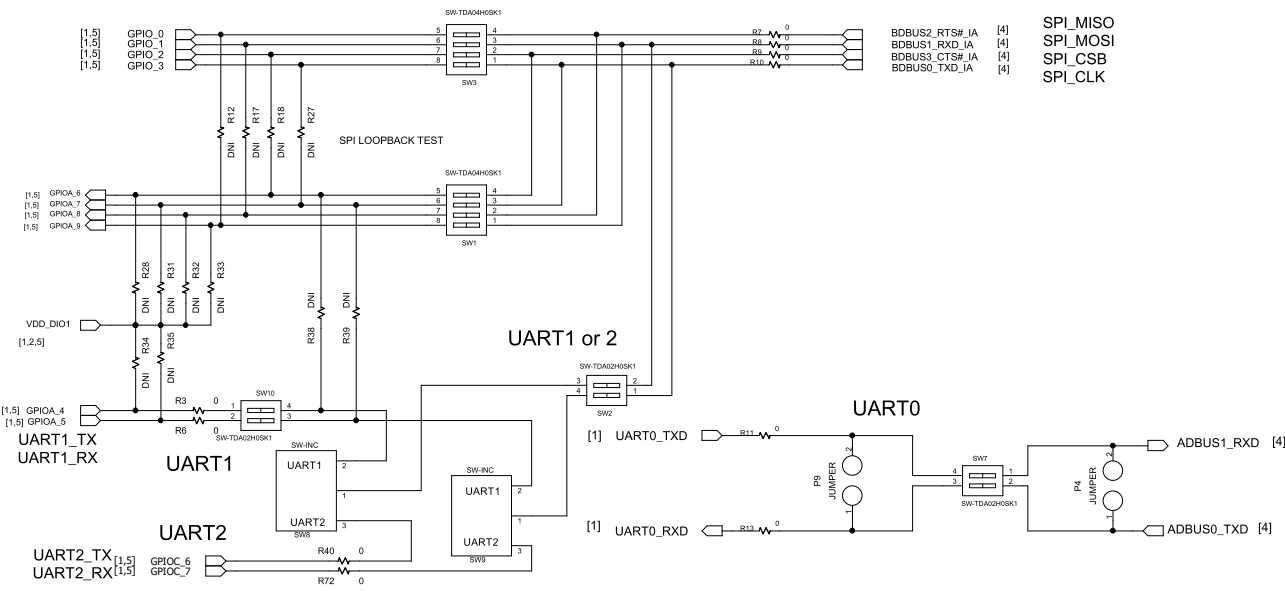 SW-TDA04H0SK1
[1,5] GPIO_0 5 4 R7 0 BDBUS2_RTS#_IA [4] SPI_MISO
[1,5] GPIO_1 6 3 R8 0 BDBUS1_RXD_IA [4] SPI_MOSI
[1,5] GPIO_2 7 2 R9 0 BDBUS3_CTS#_IA [4] SPI_CSB
[1,5] GPIO_3 8 1 R10 0 BDBUS0_TXD_IA [4] SPI_CLK
SW3
R12 R17 R18 R27
DNI DNI DNI DNI
SPI LOOPBACK TEST
SW-TDA04H0SK1
[1,5] GPIOA_6 5 4
[1,5] GPIOA_7 6 3
[1,5] GPIOA_8 7 2
[1,5] GPIOA_9 8 1
SW1
R28 R31 R32 R33
DNI DNI DNI DNI
DNI DNI
R38 R39
VDD_DIO1
[1,2,5]
R34 R35
DNI DNI
UART1 or 2
SW-TDA02H0SK1
3 2
4 1
SW2
R3 0 SW10
[1,5] GPIOA_4 1 4
[1,5] GPIOA_5 2 3
R6 0 SW-TDA02H0SK1
UART1_TX
UART1_RX
UART1
SW-INC
UART1 2
1
UART2 3
SW8
SW-INC
UART1 2
1
UART2 3
SW9
UART2
UART2_TX [1,5] GPIOC_6 R40 0
UART2_RX [1,5] GPIOC_7 R72 0
UART0
[1] UART0_TXD R11 0
2
P9
JUMPER
1
[1] UART0_RXD R13 0
SW7
4 1
3 2
SW-TDA02H0SK1
2
P4
JUMPER
1
ADBUS1_RXD [4]
ADBUS0_TXD [4]